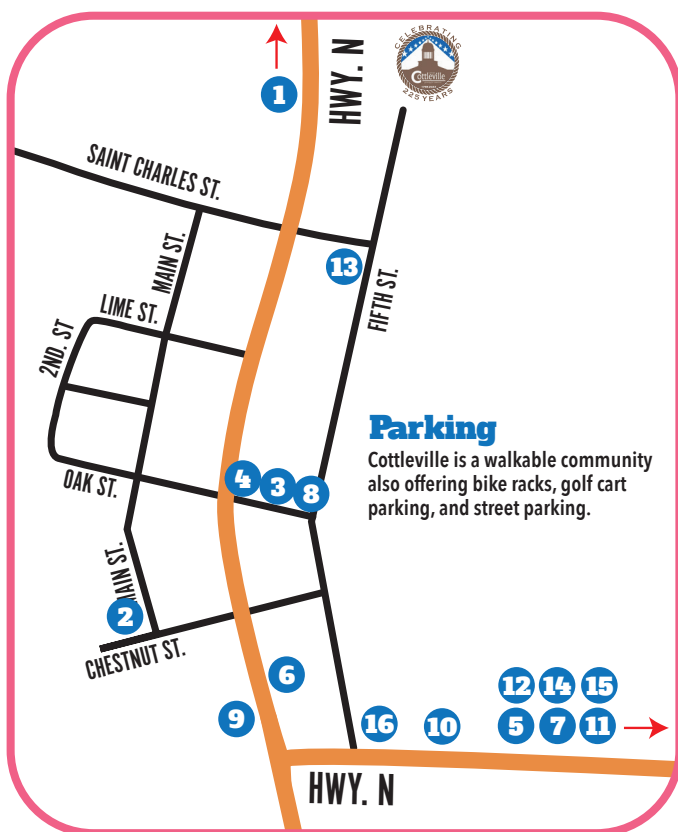 CELEBRATING
Cottleville
225 YEARS
HWY. N
1
SAINT CHARLES ST.
MAIN ST.
13
FIFTH ST.
LIME ST.
2ND. ST
Parking
Cottleville is a walkable community
also offering bike racks, golf cart
parking, and street parking.
4 3 8
OAK ST.
MAIN ST.
2
CHESTNUT ST.
6
12 14 15
9
16 10 5 7 11
HWY. N